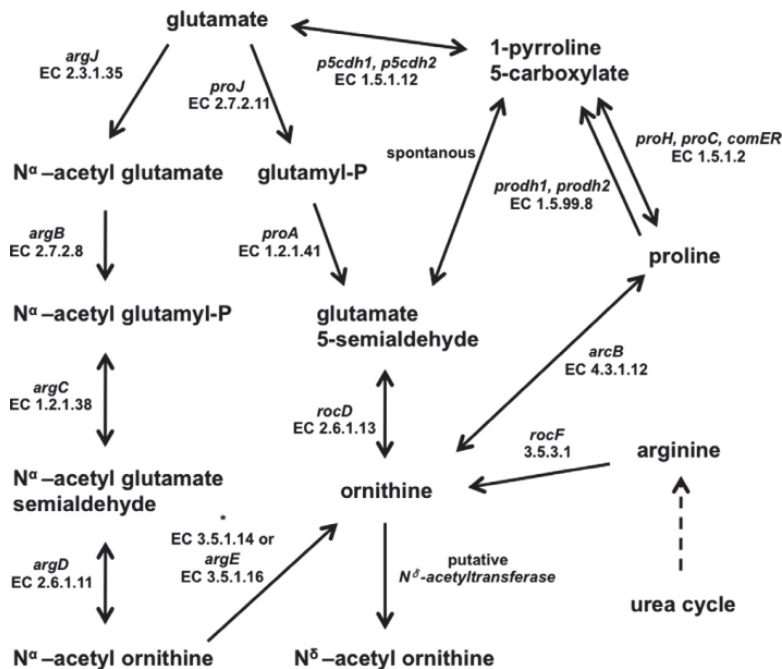 glutamate
argJ
EC 2.3.1.35
proJ
EC 2.7.2.11
p5cdh1, p5cdh2
EC 1.5.1.12
1-pyrroline
5-carboxylate
Nα –acetyl glutamate
glutamyl-P
spontanous
proH, proC, comER
EC 1.5.1.2
prodh1, prodh2
EC 1.5.99.8
argB
EC 2.7.2.8
proA
EC 1.2.1.41
proline
Nα –acetyl glutamyl-P
glutamate
5-semialdehyde
arcB
EC 4.3.1.12
argC
EC 1.2.1.38
rocD
EC 2.6.1.13
rocF
3.5.3.1
arginine
Nα –acetyl glutamate
semialdehyde
ornithine
*
EC 3.5.1.14 or
argE
EC 3.5.1.16
argD
EC 2.6.1.11
putative
Nδ-acetyltransferase
urea cycle
Nα –acetyl ornithine
Nδ –acetyl ornithine